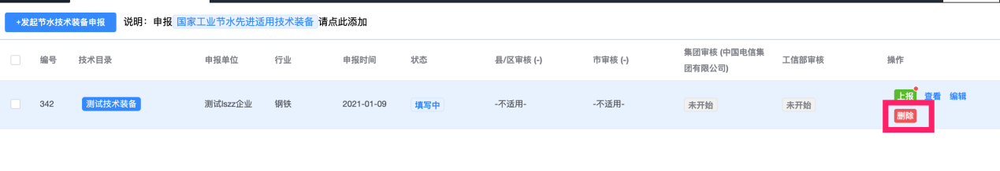 +发起节水技术装备申报 说明：申报 国家工业节水先进适用技术装备 请点此添加
编号 技术目录 申报单位 行业 申报时间 状态 县/区审核 (-) 市审核 (-) 集团审核 (中国电信集团有限公司) 工信部审核 操作
342 测试技术装备 测试lszz企业 钢铁 2021-01-09 填写中 -不适用- -不适用- 未开始 未开始 上报 查看 编辑
删除